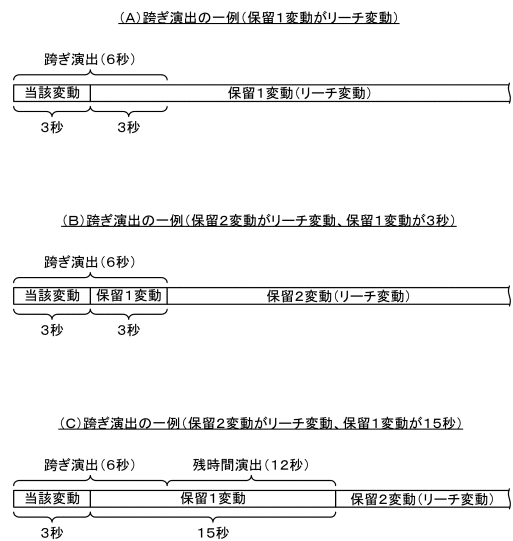 (A)跨ぎ演出の一例(保留1変動がリーチ変動)
跨ぎ演出(6秒)
当該変動 保留1変動(リーチ変動)
3秒 3秒
(B)跨ぎ演出の一例(保留2変動がリーチ変動、保留1変動が3秒)
跨ぎ演出(6秒)
当該変動 保留1変動 保留2変動(リーチ変動)
3秒 3秒
(C)跨ぎ演出の一例(保留2変動がリーチ変動、保留1変動が15秒)
跨ぎ演出(6秒) 残時間演出(12秒)
当該変動 保留1変動 保留2変動(リーチ変動)
3秒 15秒